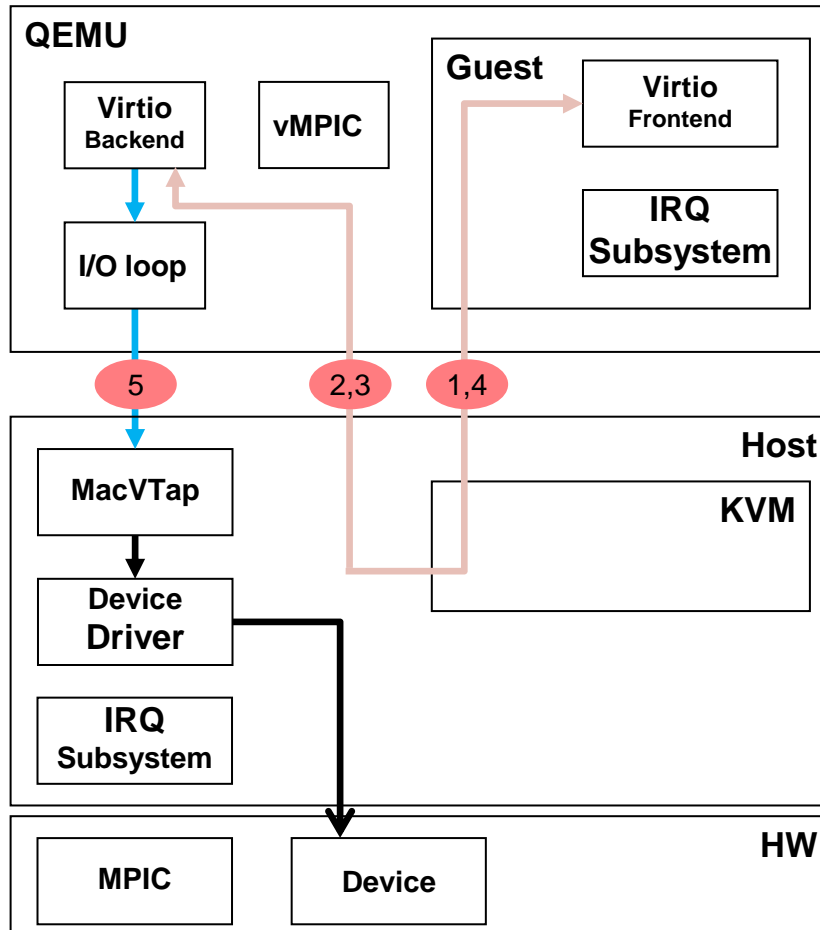 QEMU
Virtio
Backend
vMPIC
Guest
Virtio
Frontend
I/O loop
IRQ
Subsystem
5
2,3
1,4
Host
MacVTap
KVM
Device
Driver
IRQ
Subsystem
HW
MPIC
Device